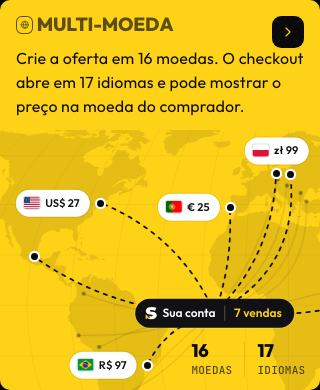 MULTI-MOEDA
Crie a oferta em 16 moedas. O checkout
abre em 17 idiomas e pode mostrar o
preço na moeda do comprador.
zł 99
US$ 27
€ 25
S Sua conta 7 vendas
16 17
MOEDAS IDIOMAS
R$ 97